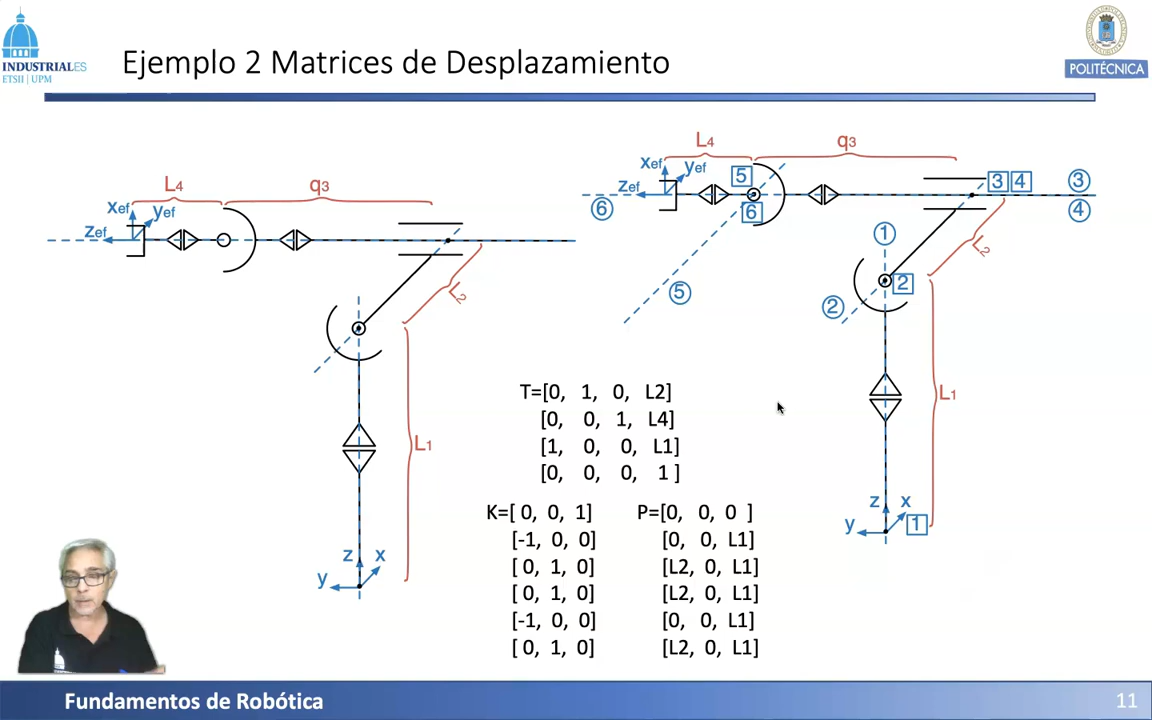 INDUSTRIALES
ETSII | UPM
Ejemplo 2 Matrices de Desplazamiento
POLITÉCNICA
L4
q3
xef
yef
zef
L2
L1
z
x
y
L4
q3
xef
yef
zef
5
6
3
4
3
4
6
1
L2
2
5
2
L1
z
x
y
1
T=[0, 1, 0, L2]
[0, 0, 1, L4]
[1, 0, 0, L1]
[0, 0, 0, 1 ]
K=[ 0, 0, 1]
[-1, 0, 0]
[ 0, 1, 0]
[ 0, 1, 0]
[-1, 0, 0]
[ 0, 1, 0]
P=[0, 0, 0 ]
[0, 0, L1]
[L2, 0, L1]
[L2, 0, L1]
[0, 0, L1]
[L2, 0, L1]
Fundamentos de Robótica
11